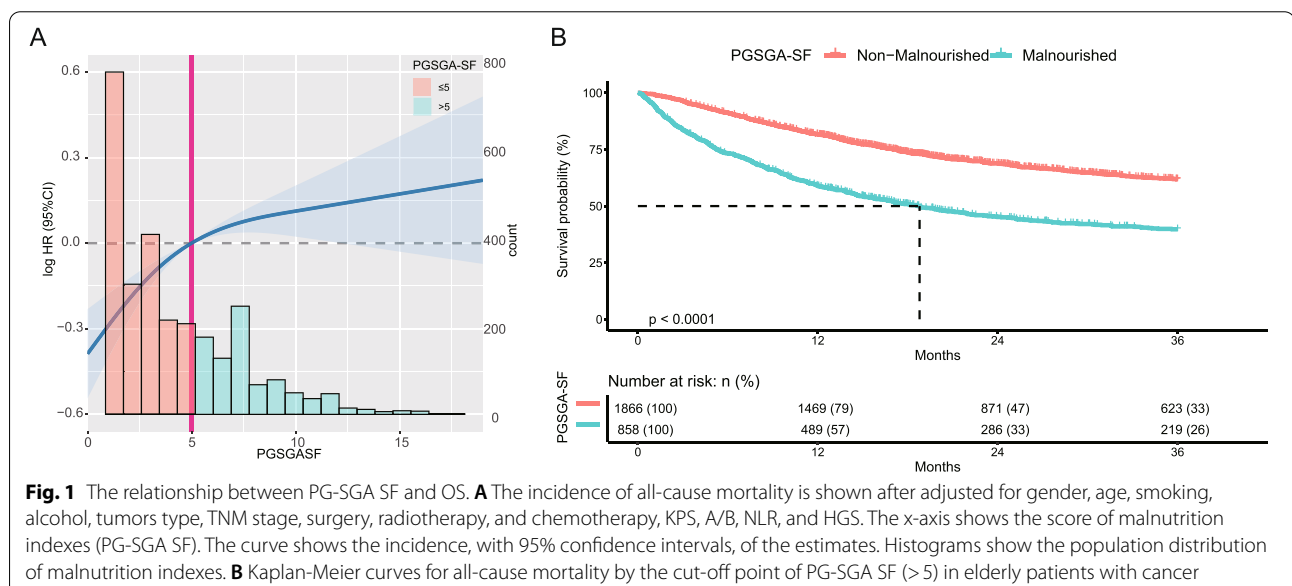 A
PGSGA-SF
≤5
>5
0.6
0.3
0.0
−0.3
−0.6
log HR (95%CI)
800
600
400
200
0
count
0
5
10
15
PGSGASF
B
PGSGA-SF Non−Malnourished Malnourished
100
75
50
25
0
Survival probability (%)
p < 0.0001
0 12 24 36
Months
Number at risk: n (%)
PGSGA-SF
1866 (100) 1469 (79) 871 (47) 623 (33)
858 (100) 489 (57) 286 (33) 219 (26)
0 12 24 36
Months
Fig. 1 The relationship between PG-SGA SF and OS. A The incidence of all-cause mortality is shown after adjusted for gender, age, smoking,
alcohol, tumors type, TNM stage, surgery, radiotherapy, and chemotherapy, KPS, A/B, NLR, and HGS. The x-axis shows the score of malnutrition
indexes (PG-SGA SF). The curve shows the incidence, with 95% confidence intervals, of the estimates. Histograms show the population distribution
of malnutrition indexes. B Kaplan-Meier curves for all-cause mortality by the cut-off point of PG-SGA SF (> 5) in elderly patients with cancer